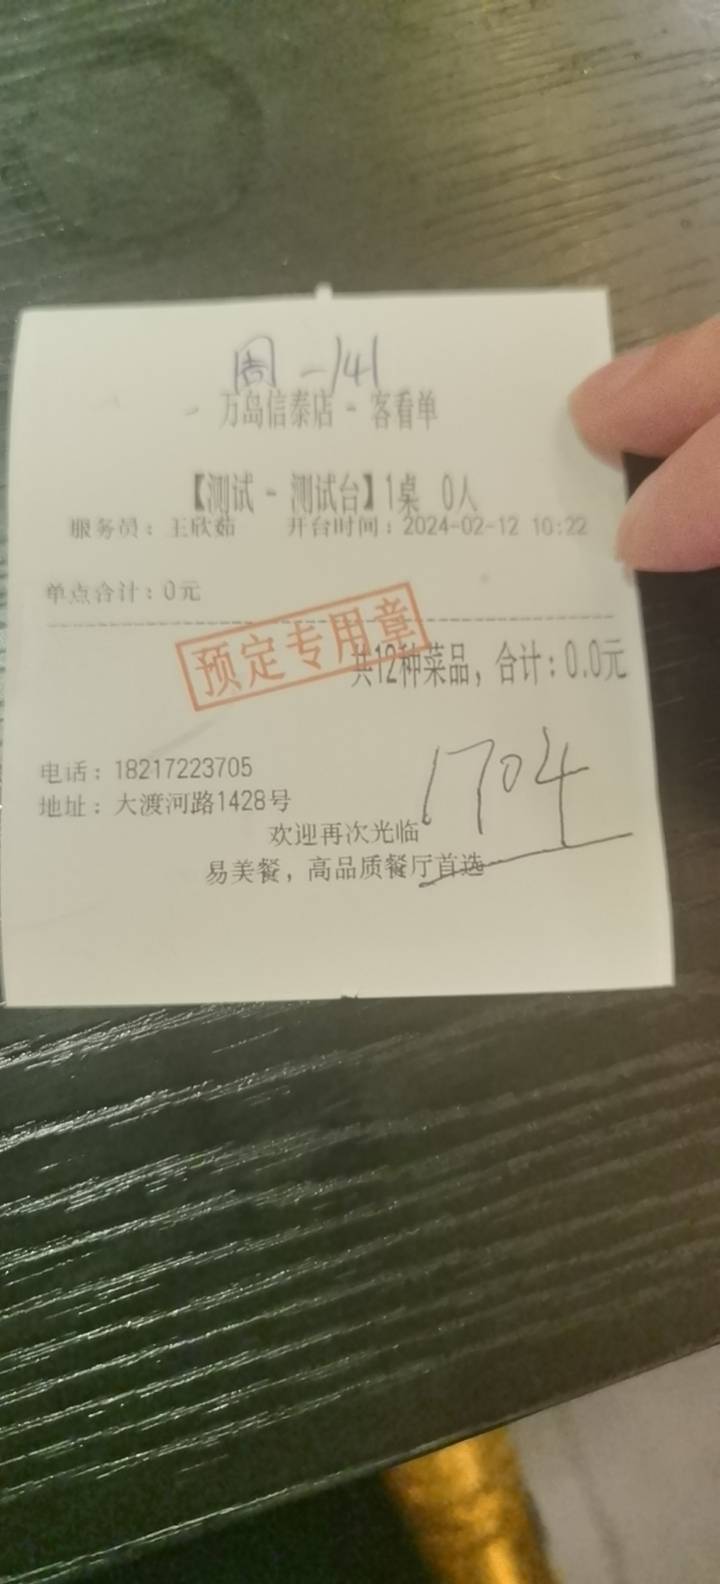 周一141
- 万岛信泰店 - 客看单
【测试 - 测试台】1桌 0人
服务员：王欣茹 开台时间：2024-02-12 10:22
单点合计：0元
预定专用章
共12种菜品，合计：0.0元
电话：18217223705
地址：大渡河路1428号
1704
欢迎再次光临
易美餐，高品质餐厅首选